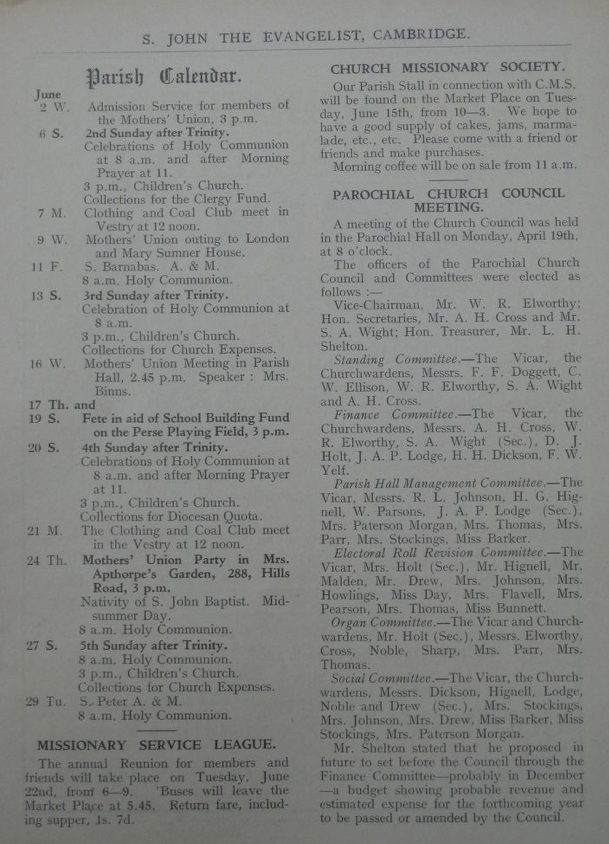 S. JOHN THE EVANGELIST, CAMBRIDGE.
Parish Calendar.
June
2 W. Admission Service for members of
the Mothers' Union, 3 p.m.
6 S. 2nd Sunday after Trinity.
Celebrations of Holy Communion
at 8 a.m. and after Morning
Prayer at 11.
3 p.m., Children's Church.
Collections for the Clergy Fund.
7 M. Clothing and Coal Club meet in
Vestry at 12 noon.
9 W. Mothers' Union outing to London
and Mary Sumner House.
11 F. S. Barnabas. A. & M.
8 a.m. Holy Communion.
13 S. 3rd Sunday after Trinity.
Celebration of Holy Communion at
8 a.m.
3 p.m., Children's Church.
Collections for Church Expenses.
16 W. Mothers' Union Meeting in Parish
Hall, 2.45 p.m. Speaker : Mrs.
Binns.
17 Th. and
19 S. Fete in aid of School Building Fund
on the Perse Playing Field, 3 p.m.
20 S. 4th Sunday after Trinity.
Celebrations of Holy Communion at
8 a.m. and after Morning Prayer
at 11.
3 p.m., Children's Church.
Collections for Diocesan Quota.
21 M. The Clothing and Coal Club meet
in the Vestry at 12 noon.
24 Th. Mothers' Union Party in Mrs.
Apthorpe's Garden, 288, Hills
Road, 3 p.m.
Nativity of S. John Baptist. Mid-
summer Day.
8 a.m. Holy Communion.
27 S. 5th Sunday after Trinity.
8 a.m. Holy Communion.
3 p.m., Children's Church.
Collections for Church Expenses.
29 Tu. S. Peter A. & M.
8 a.m. Holy Communion.
MISSIONARY SERVICE LEAGUE.
The annual Reunion for members and
friends will take place on Tuesday, June
22nd, from 6—9. 'Buses will leave the
Market Place at 5.45. Return fare, includ-
ing supper, 1s. 7d.
CHURCH MISSIONARY SOCIETY.
Our Parish Stall in connection with C.M.S.
will be found on the Market Place on Tues-
day, June 15th, from 10—3. We hope to
have a good supply of cakes, jams, marma-
lade, etc., etc. Please come with a friend or
friends and make purchases.
Morning coffee will be on sale from 11 a.m.
PAROCHIAL CHURCH COUNCIL
MEETING.
A meeting of the Church Council was held
in the Parochial Hall on Monday, April 19th,
at 8 o'clock.
The officers of the Parochial Church
Council and Committees were elected as
follows :—
Vice-Chairman, Mr. W. R. Elworthy;
Hon. Secretaries, Mr. A. H. Cross and Mr.
S. A. Wight; Hon. Treasurer, Mr. L. H.
Shelton.
Standing Committee.—The Vicar, the
Churchwardens, Messrs. F. F. Doggett, C.
W. Ellison, W. R. Elworthy, S. A. Wight
and A. H. Cross.
Finance Committee.—The Vicar, the
Churchwardens, Messrs. A. H. Cross, W.
R. Elworthy, S. A. Wight (Sec.), D. J.
Holt, J. A. P. Lodge, H. H. Dickson, F. W.
Yelf.
Parish Hall Management Committee.—The
Vicar, Messrs. R. L. Johnson, H. G. Hig-
nell, W. Parsons, J. A. P. Lodge (Sec.),
Mrs. Paterson Morgan, Mrs. Thomas, Mrs.
Parr, Mrs. Stockings, Miss Barker.
Electoral Roll Revision Committee.—The
Vicar, Mrs. Holt (Sec.), Mr. Hignell, Mr.
Malden, Mr. Drew, Mrs. Johnson, Mrs.
Howlings, Miss Day, Mrs. Flavell, Mrs.
Pearson, Mrs. Thomas, Miss Bunnett.
Organ Committee.—The Vicar and Church-
wardens, Mr. Holt (Sec.), Messrs. Elworthy,
Cross, Noble, Sharp, Mrs. Parr, Mrs.
Thomas.
Social Committee.—The Vicar, the Church-
wardens, Messrs. Dickson, Hignell, Lodge,
Noble and Drew (Sec.), Mrs. Stockings,
Mrs. Johnson, Mrs. Drew, Miss Barker, Miss
Stockings, Mrs. Paterson Morgan.
Mr. Shelton stated that he proposed in
future to set before the Council through the
Finance Committee—probably in December
—a budget showing probable revenue and
estimated expense for the forthcoming year
to be passed or amended by the Council.